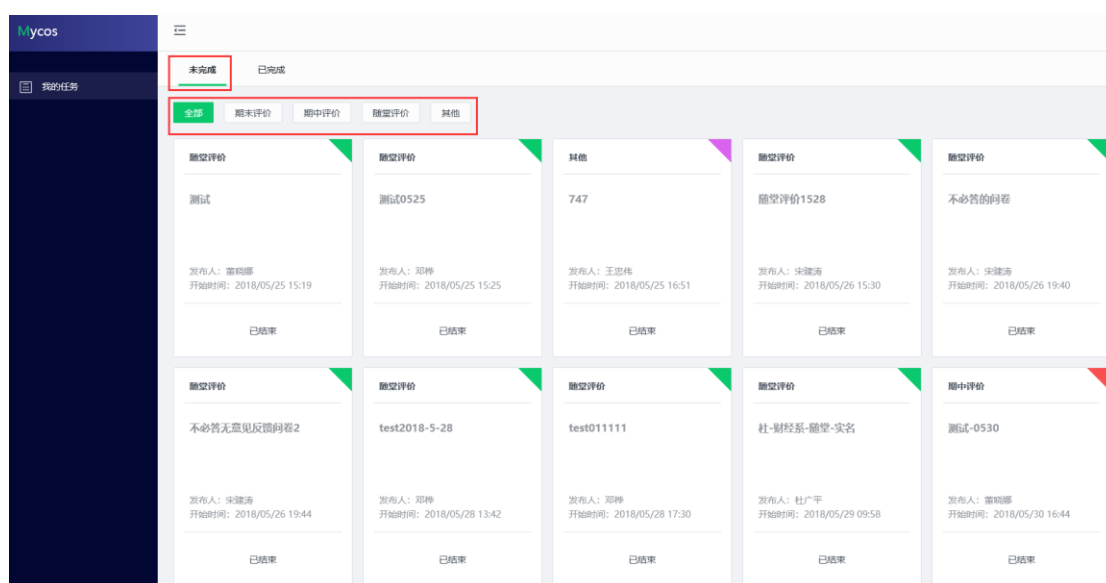 Mycos
我的任务
未完成 已完成
全部 期末评价 期中评价 随堂评价 其他
随堂评价 随堂评价 其他 随堂评价 随堂评价
测试 测试0525 747 随堂评价1528 不必答的问卷
发布人：董晓娜 发布人：邓桦 发布人：王思伟 发布人：宋建涛 发布人：宋建涛
开始时间：2018/05/25 15:19 开始时间：2018/05/25 15:25 开始时间：2018/05/25 16:51 开始时间：2018/05/26 15:30 开始时间：2018/05/26 19:40
已结束 已结束 已结束 已结束 已结束
随堂评价 随堂评价 随堂评价 随堂评价 期中评价
不必答无意见反馈问卷2 test2018-5-28 test011111 杜-财经系-随堂-实名 测试-0530
发布人：宋建涛 发布人：邓桦 发布人：邓桦 发布人：杜广平 发布人：董晓娜
开始时间：2018/05/26 19:44 开始时间：2018/05/28 13:42 开始时间：2018/05/28 17:30 开始时间：2018/05/29 09:58 开始时间：2018/05/30 16:44
已结束 已结束 已结束 已结束 已结束